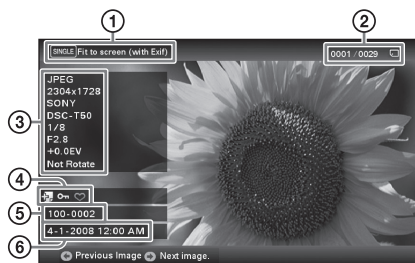 1
2
SINGLE Fit to screen (with Exif)
0001/0029
3
JPEG
2304x1728
SONY
DSC-T50
1/8
F2.8
+0.0EV
Not Rotate
4
5
100-0002
6
4-1-2008 12:00 AM
Previous Image Next image.